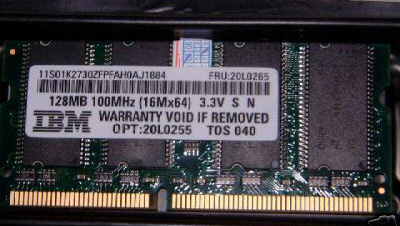 11S01K2730ZFPFAH0AJ1884 FRU:20L0265
128MB 100MHz (16Mx64) 3.3V S N
IBM WARRANTY VOID IF REMOVED
OPT:20L0255 TOS 040